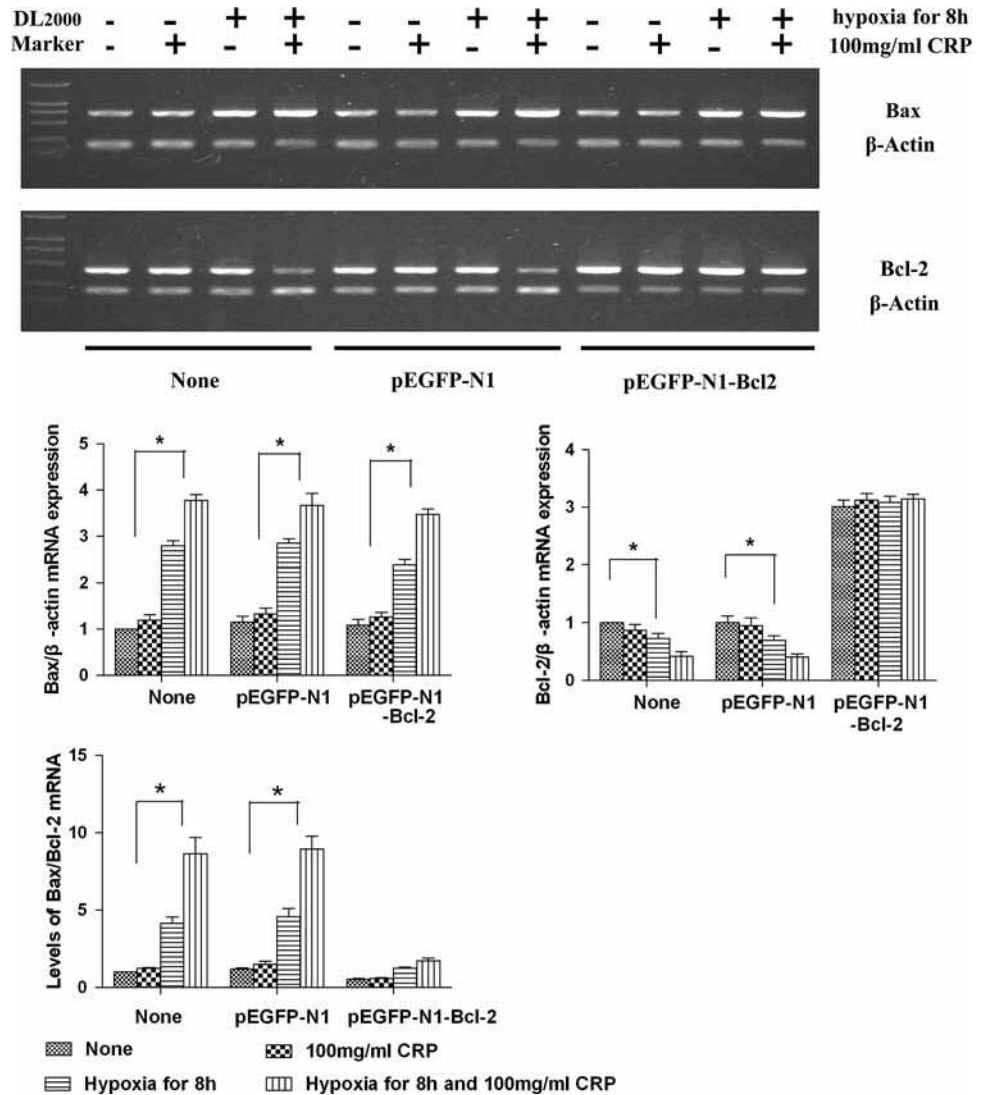 DL2000 - - + + - - + + - - + + hypoxia for 8h
Marker - + - + - + - + - + - + 100mg/ml CRP
Bax
β-Actin
Bcl-2
β-Actin
None pEGFP-N1 pEGFP-N1-Bcl2
Bax/β -actin mRNA expression
5
4
3
2
1
0
* * *
None pEGFP-N1 pEGFP-N1
-Bcl-2
Bcl-2/β -actin mRNA expression
4
3
2
1
0
* *
None pEGFP-N1 pEGFP-N1
-Bcl-2
Levels of Bax/Bcl-2 mRNA
15
10
5
0
* *
None pEGFP-N1 pEGFP-N1-Bcl-2
None 100mg/ml CRP
Hypoxia for 8h Hypoxia for 8h and 100mg/ml CRP